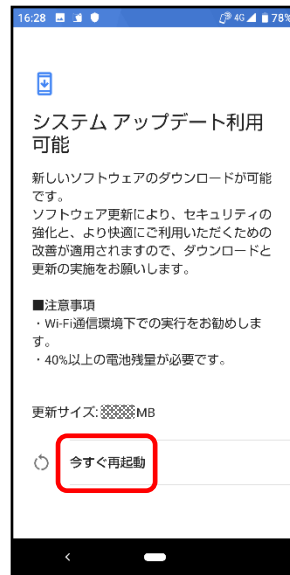 16:28 4G 78%
システム アップデート利用
可能
新しいソフトウェアのダウンロードが可能
です。
ソフトウェア更新により、セキュリティの
強化と、より快適にご利用いただくための
改善が適用されますので、ダウンロードと
更新の実施をお願いします。
■注意事項
・Wi-Fi通信環境下での実行をお勧めしま
す。
・40%以上の電池残量が必要です。
更新サイズ: MB
今すぐ再起動